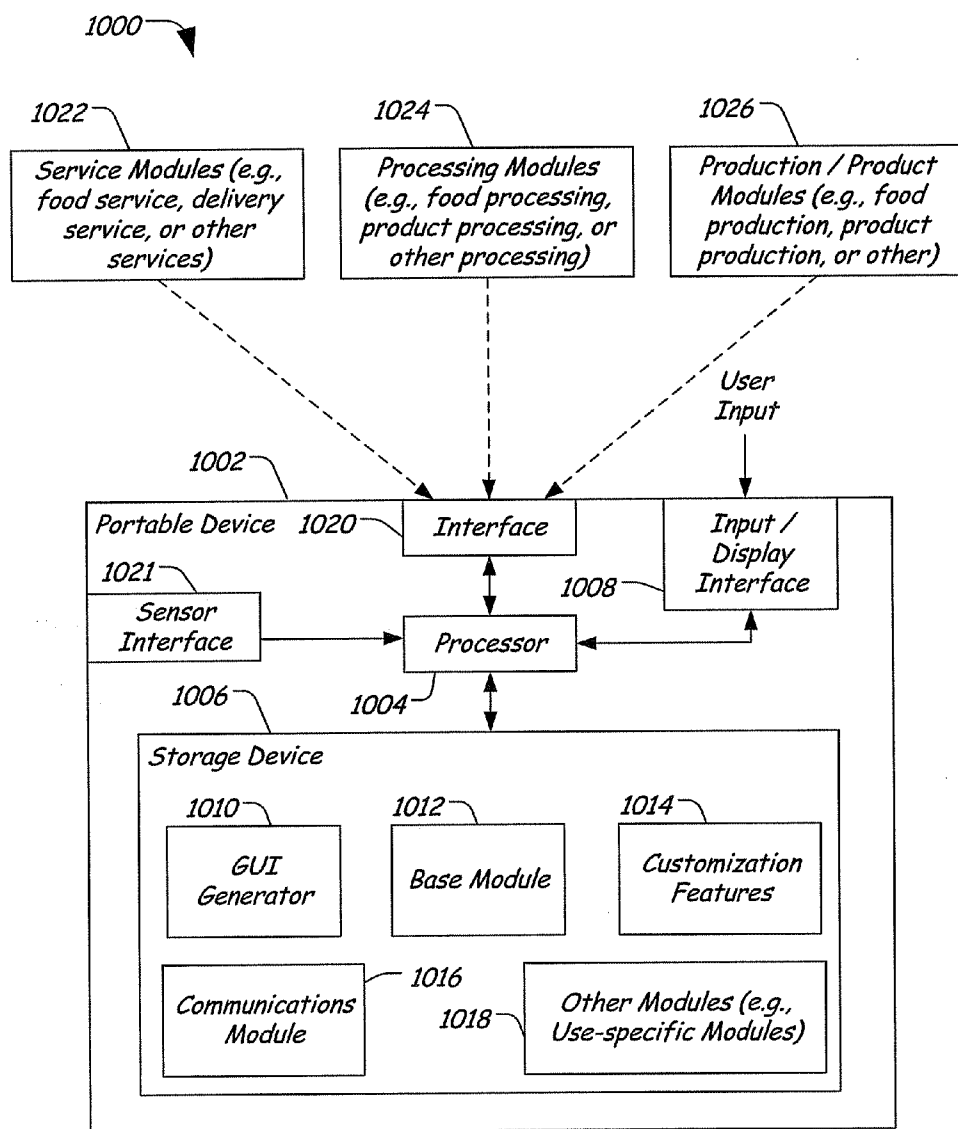 1000
1022
1024
1026
Service Modules (e.g.,
food service, delivery
service, or other
services)
Processing Modules
(e.g., food processing,
product processing, or
other processing)
Production / Product
Modules (e.g., food
production, product
production, or other)
User
Input
1002
Portable Device
1020
Interface
Input /
Display
Interface
1008
1021
Sensor
Interface
Processor
1004
1006
Storage Device
1010
GUI
Generator
1012
Base Module
1014
Customization
Features
Communications
Module
1016
1018
Other Modules (e.g.,
Use-specific Modules)